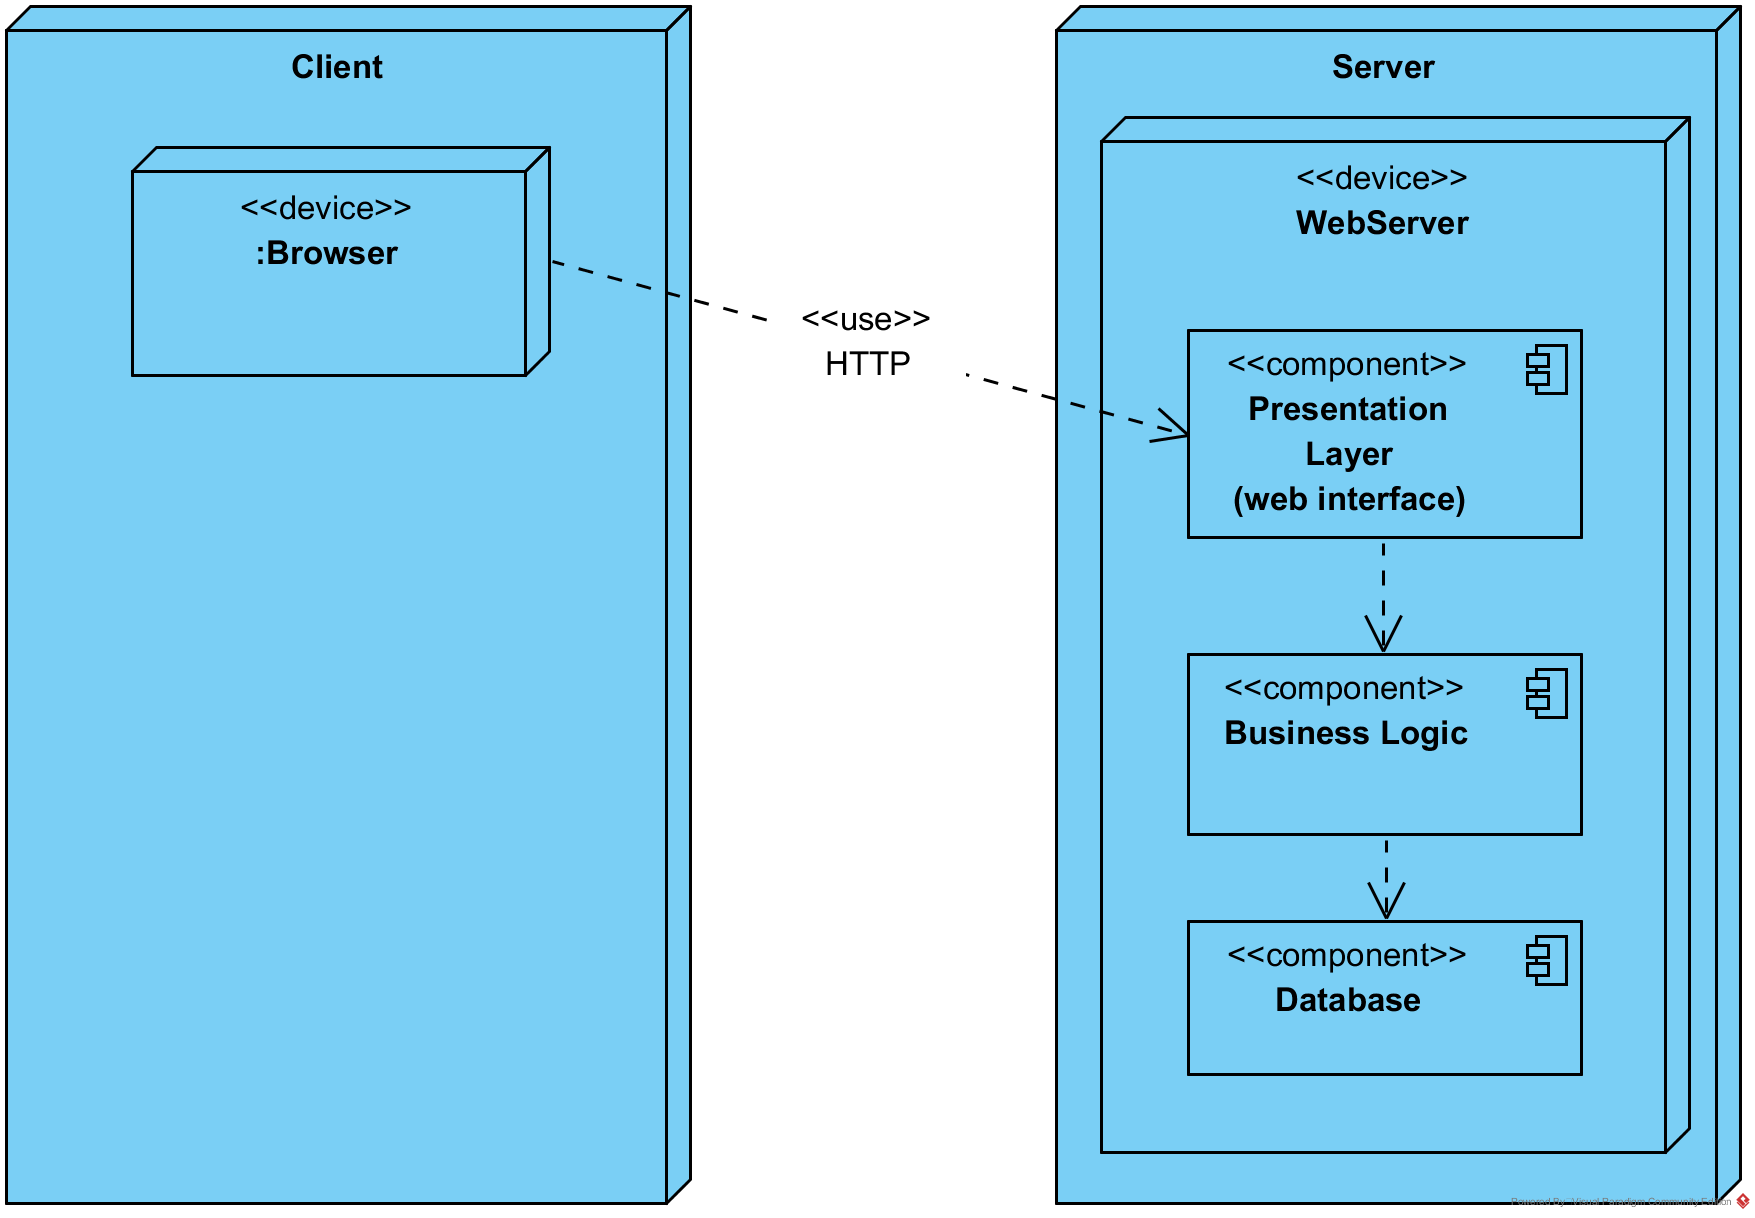 Client
<<device>>
:Browser
<<use>>
HTTP
Server
<<device>>
WebServer
<<component>>
Presentation
Layer
(web interface)
<<component>>
Business Logic
<<component>>
Database
Powered By Visual Paradigm Community Edition